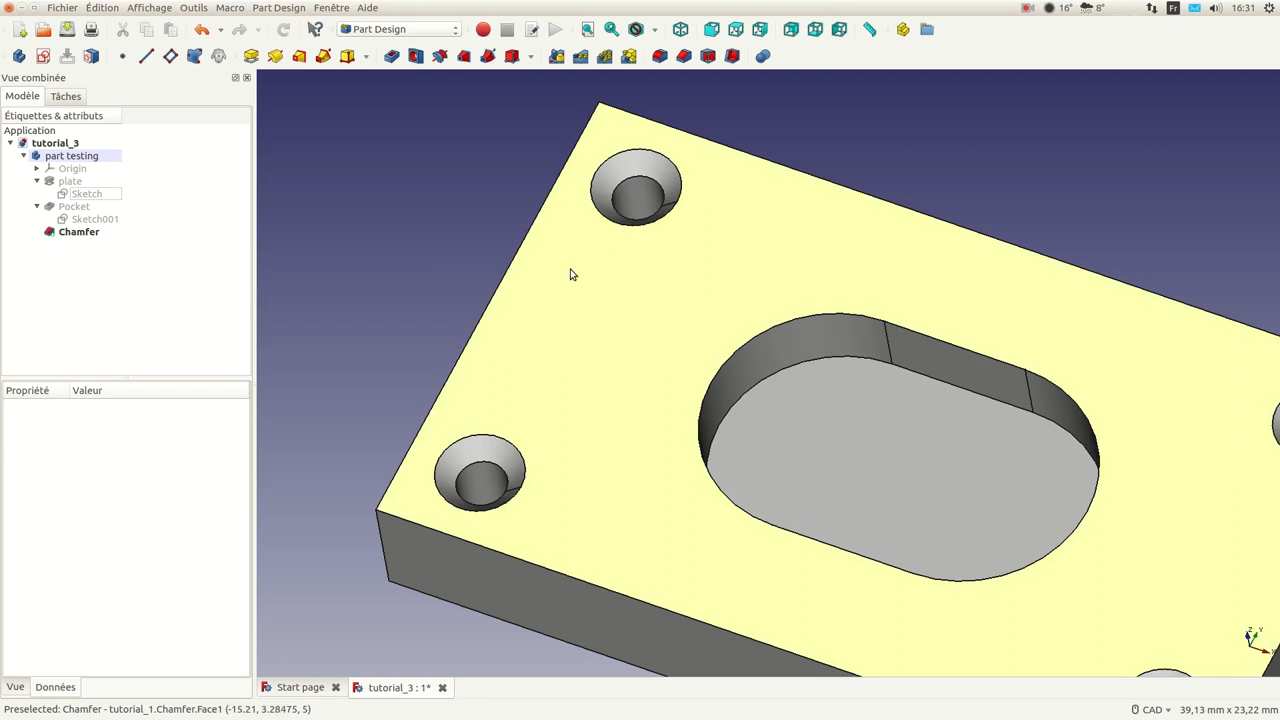 Fichier Édition Affichage Outils Macro Part Design Fenêtre Aide
16° 8° Fr 16:31
Part Design
Vue combinée
Modèle Tâches
Étiquettes & attributs
Application
tutorial_3
part testing
Origin
plate
Sketch
Pocket
Sketch001
Chamfer
Propriété Valeur
Z Y
Vue Données
Start page tutorial_3 : 1*
Preselected: Chamfer - tutorial_1.Chamfer.Face1 (-15.21, 3.28475, 5)
CAD 39,13 mm x 23,22 mm